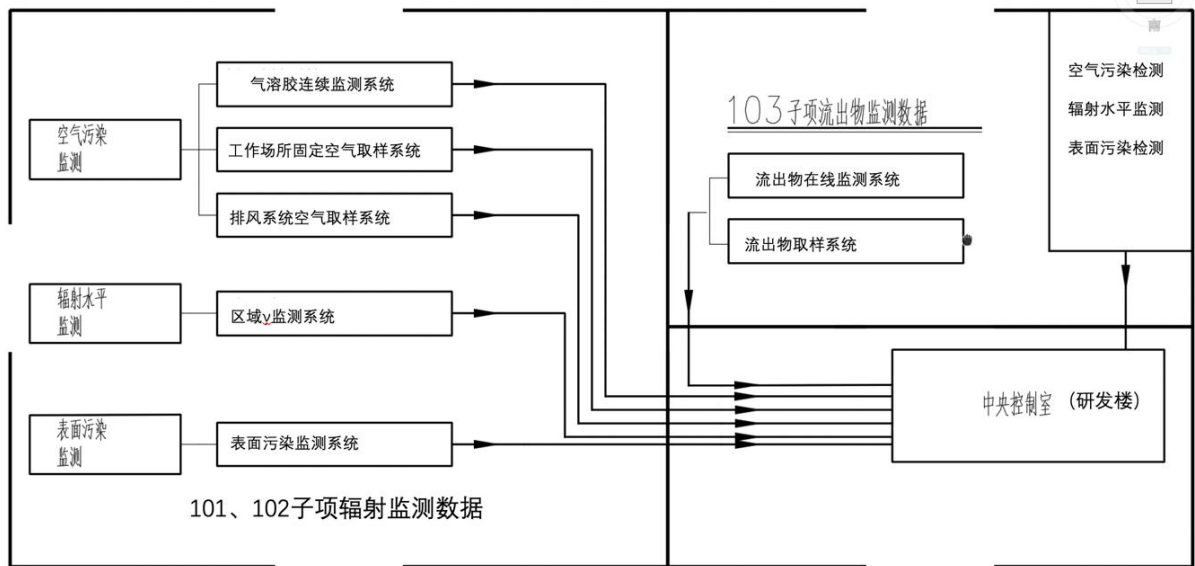 空气污染
监测
气溶胶连续监测系统
工作场所固定空气取样系统
排风系统空气取样系统
辐射水平
监测
区域γ监测系统
表面污染
监测
表面污染监测系统
101、102子项辐射监测数据
103子项流出物监测数据
流出物在线监测系统
流出物取样系统
南
空气污染检测
辐射水平监测
表面污染检测
中央控制室（研发楼）